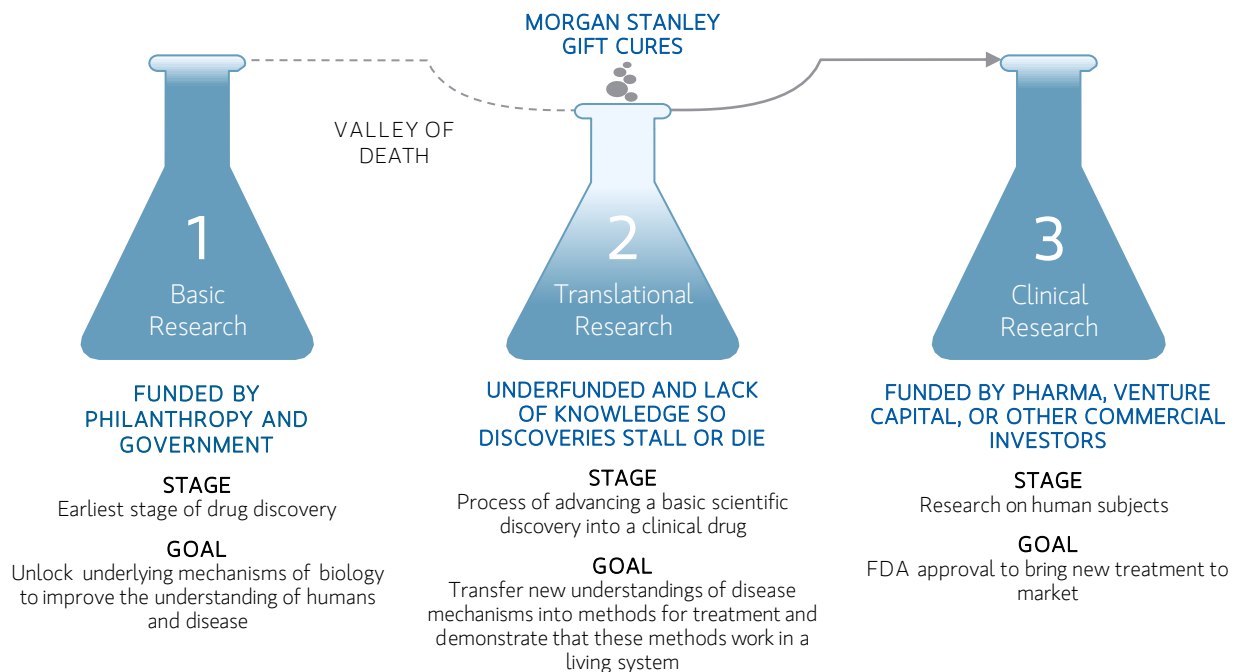 MORGAN STANLEY
GIFT CURES
VALLEY OF
DEATH
1
Basic
Research
FUNDED BY
PHILANTHROPY AND
GOVERNMENT
STAGE
Earliest stage of drug discovery
GOAL
Unlock underlying mechanisms of biology
to improve the understanding of humans
and disease
2
Translational
Research
UNDERFUNDED AND LACK
OF KNOWLEDGE SO
DISCOVERIES STALL OR DIE
STAGE
Process of advancing a basic scientific
discovery into a clinical drug
GOAL
Transfer new understandings of disease
mechanisms into methods for treatment and
demonstrate that these methods work in a
living system
3
Clinical
Research
FUNDED BY PHARMA, VENTURE
CAPITAL, OR OTHER COMMERCIAL
INVESTORS
STAGE
Research on human subjects
GOAL
FDA approval to bring new treatment to
market